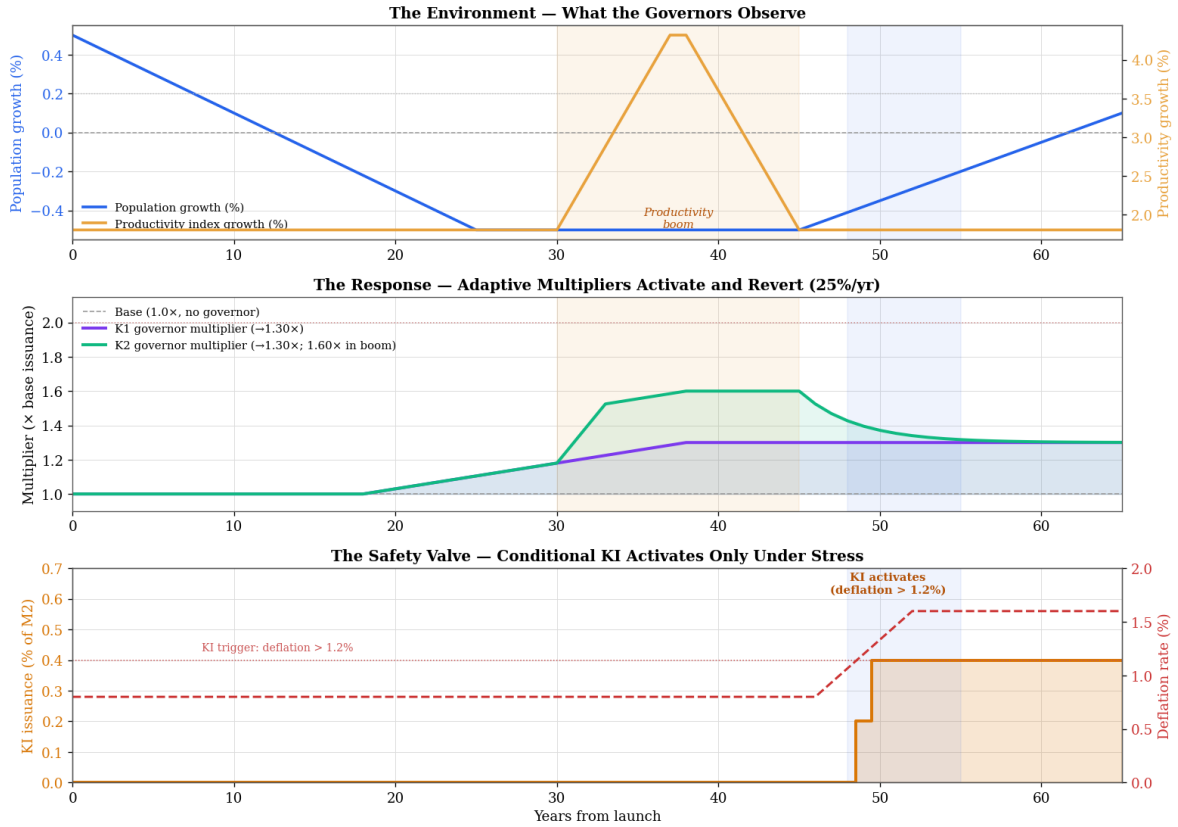 The Environment — What the Governors Observe
Population growth (%)
0.4
0.2
0.0
−0.2
−0.4
4.0
3.5
3.0
2.5
2.0
Productivity growth (%)
Population growth (%)
Productivity index growth (%)
Productivity
boom
0 10 20 30 40 50 60
The Response — Adaptive Multipliers Activate and Revert (25%/yr)
Multiplier (× base issuance)
2.0
1.8
1.6
1.4
1.2
1.0
Base (1.0×, no governor)
K1 governor multiplier (→1.30×)
K2 governor multiplier (→1.30×; 1.60× in boom)
0 10 20 30 40 50 60
The Safety Valve — Conditional KI Activates Only Under Stress
KI issuance (% of M2)
0.7
0.6
0.5
0.4
0.3
0.2
0.1
0.0
KI activates
(deflation > 1.2%)
KI trigger: deflation > 1.2%
2.0
1.5
1.0
0.5
0.0
Deflation rate (%)
0 10 20 30 40 50 60
Years from launch